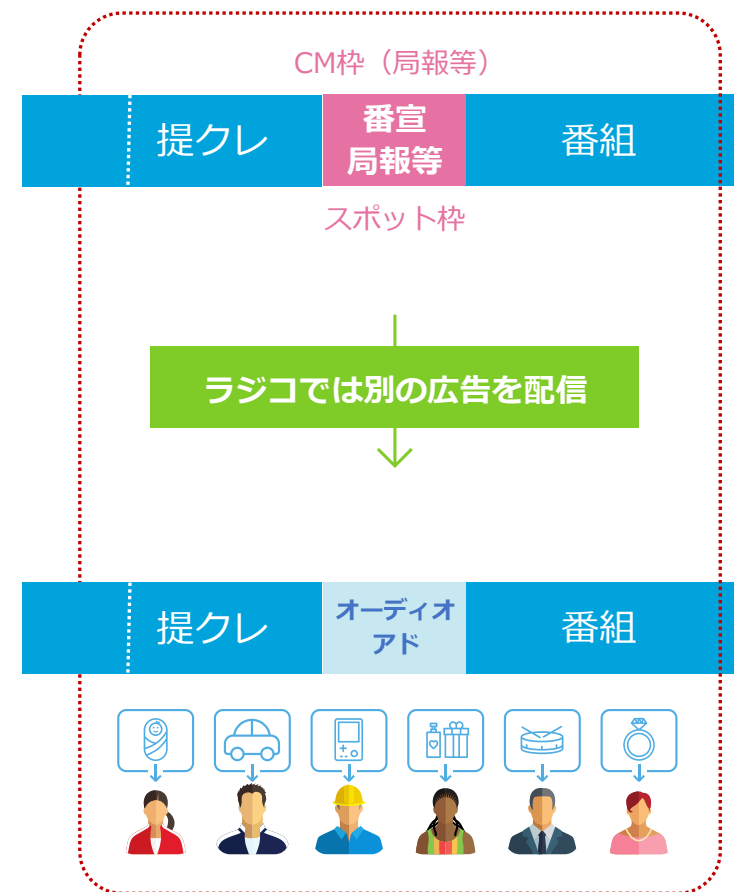 CM枠（局報等）
提クレ
番宣
局報等
番組
スポット枠
ラジコでは別の広告を配信
提クレ
オーディオ
アド
番組